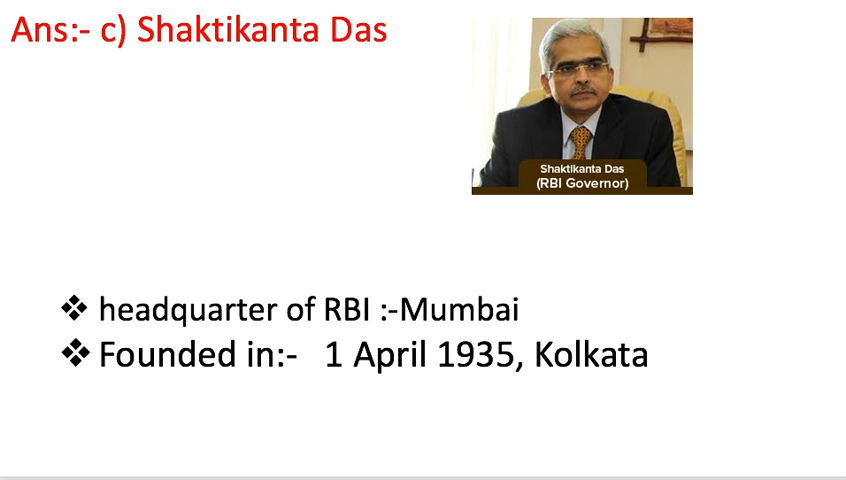 Ans:- c) Shaktikanta Das
Shaktikanta Das
(RBI Governor)
❖ headquarter of RBI :-Mumbai
❖ Founded in:- 1 April 1935, Kolkata